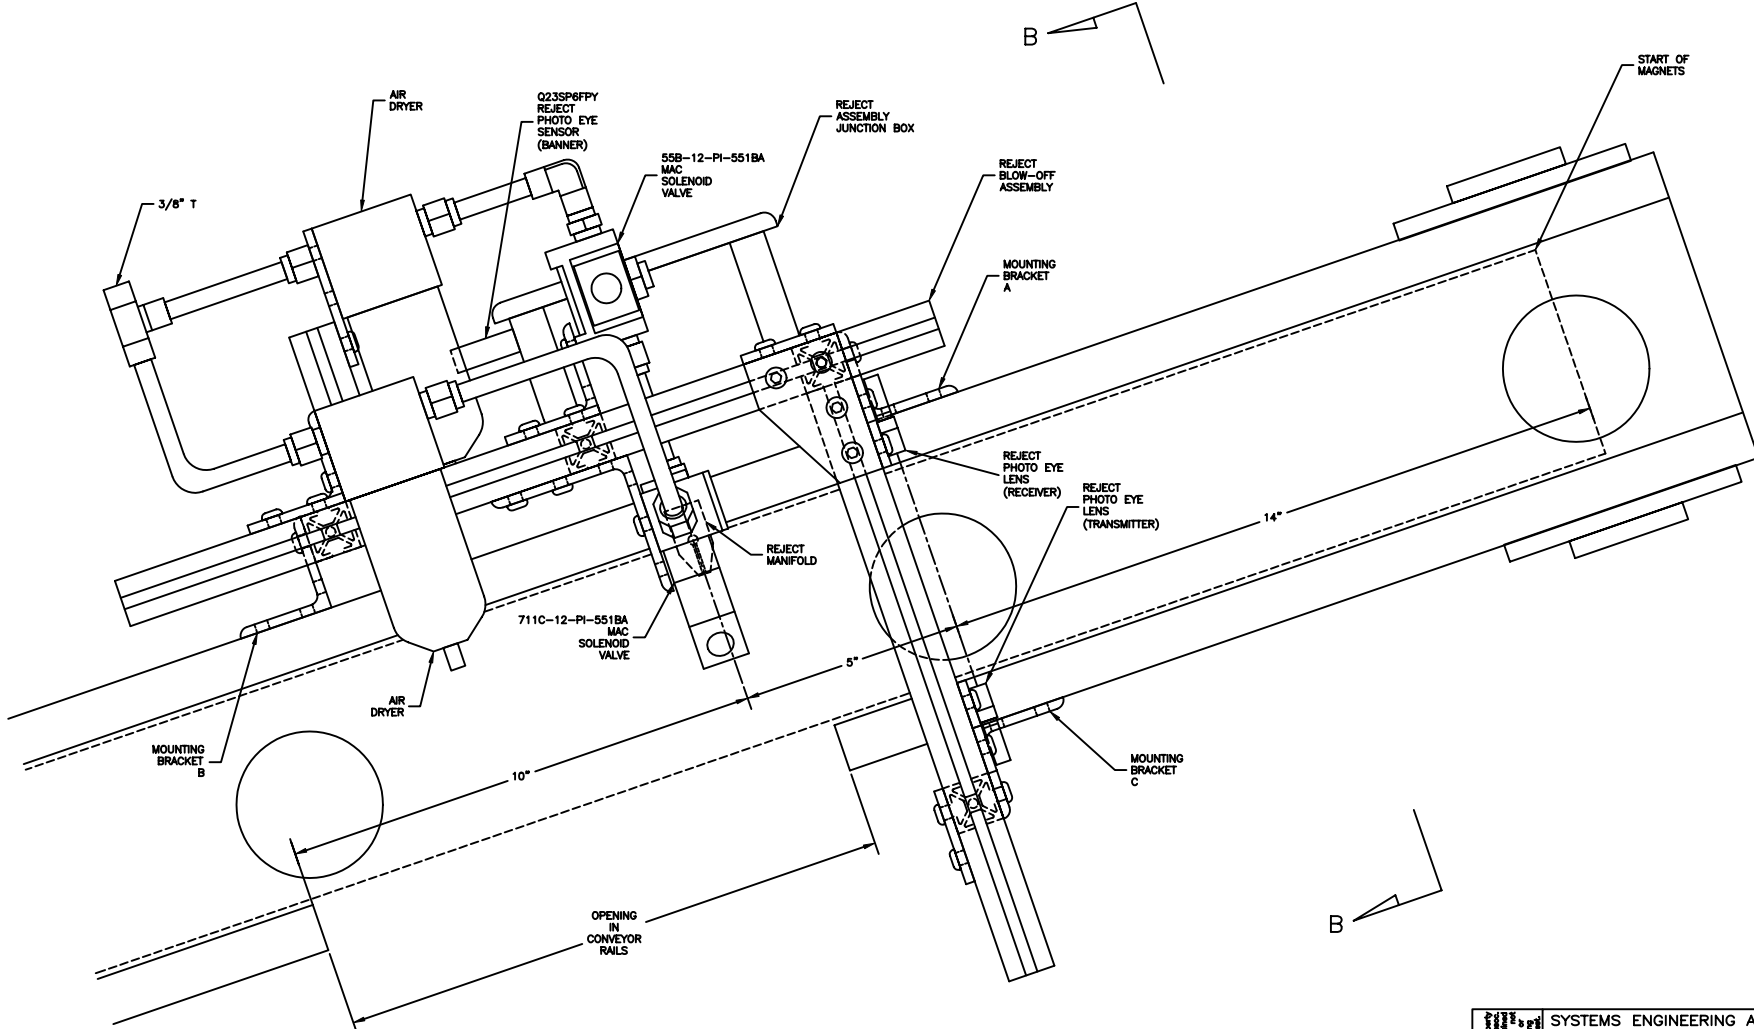 B
START OF
MAGNETS
AIR
DRYER
Q23SP6FPY
REJECT
PHOTO EYE
SENSOR
(BANNER)
REJECT
ASSEMBLY
JUNCTION BOX
55B-12-PI-551BA
MAC
SOLENOID
VALVE
REJECT
BLOW-OFF
ASSEMBLY
3/8" T
MOUNTING
BRACKET
A
REJECT
PHOTO EYE
LENS
(RECEIVER)
REJECT
PHOTO EYE
LENS
(TRANSMITTER)
14"
REJECT
MANIFOLD
711C-12-PI-551BA
MAC
SOLENOID
VALVE
5"
AIR
DRYER
MOUNTING
BRACKET
B
10"
MOUNTING
BRACKET
C
OPENING
IN
CONVEYOR
RAILS
B
SYSTEMS ENGINEERING A